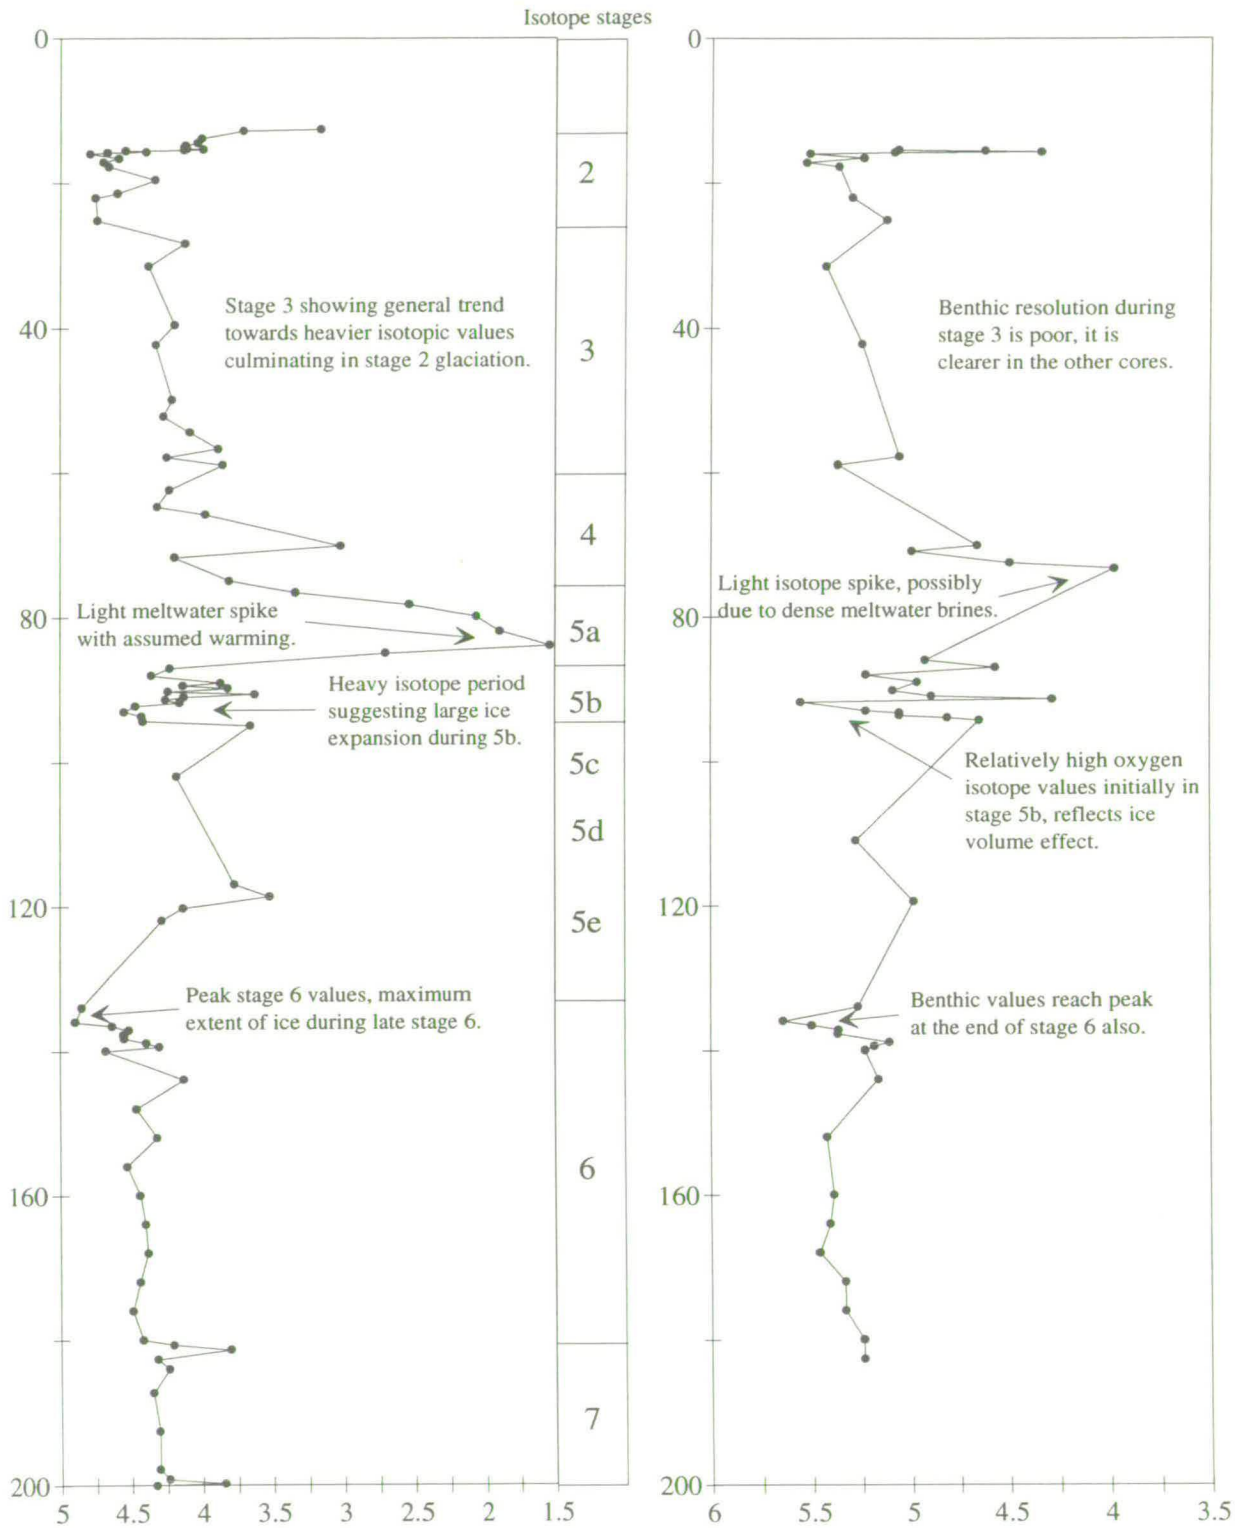 Isotope stages
0
40
80
120
160
200
5
4.5
4
3.5
3
2.5
2
1.5
Stage 3 showing general trend
towards heavier isotopic values
culminating in stage 2 glaciation.
Light meltwater spike
with assumed warming.
Heavy isotope period
suggesting large ice
expansion during 5b.
Peak stage 6 values, maximum
extent of ice during late stage 6.
2
3
4
5a
5b
5c
5d
5e
6
7
0
40
80
120
160
200
6
5.5
5
4.5
4
3.5
Benthic resolution during
stage 3 is poor, it is
clearer in the other cores.
Light isotope spike, possibly
due to dense meltwater brines.
Relatively high oxygen
isotope values initially in
stage 5b, reflects ice
volume effect.
Benthic values reach peak
at the end of stage 6 also.